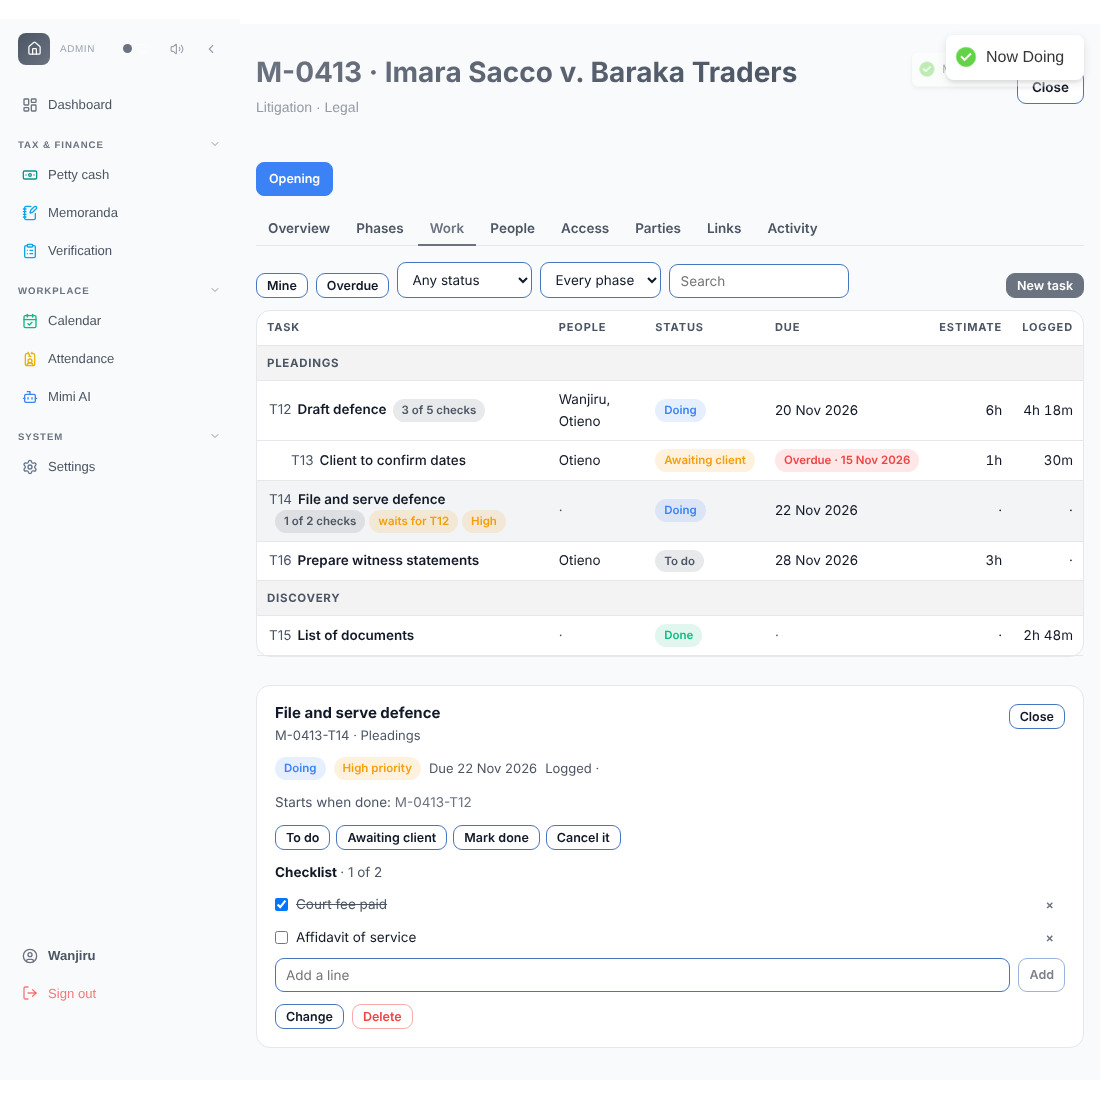 ADMIN
Dashboard
TAX & FINANCE
Petty cash
Memoranda
Verification
WORKPLACE
Calendar
Attendance
Mimi AI
SYSTEM
Settings
Wanjiru
Sign out
M-0413 · Imara Sacco v. Baraka Traders
Litigation · Legal
Now Doing
Close
Opening
Overview Phases Work People Access Parties Links Activity
Mine Overdue Any status Every phase Search New task
TASK PEOPLE STATUS DUE ESTIMATE LOGGED
PLEADINGS
T12 Draft defence 3 of 5 checks Wanjiru, Otieno Doing 20 Nov 2026 6h 4h 18m
T13 Client to confirm dates Otieno Awaiting client Overdue · 15 Nov 2026 1h 30m
T14 File and serve defence
1 of 2 checks waits for T12 High · Doing 22 Nov 2026 · ·
T16 Prepare witness statements Otieno To do 28 Nov 2026 3h ·
DISCOVERY
T15 List of documents · Done · · 2h 48m
File and serve defence
Close
M-0413-T14 · Pleadings
Doing High priority Due 22 Nov 2026 Logged ·
Starts when done: M-0413-T12
To do Awaiting client Mark done Cancel it
Checklist · 1 of 2
Court fee paid ×
Affidavit of service ×
Add a line Add
Change Delete